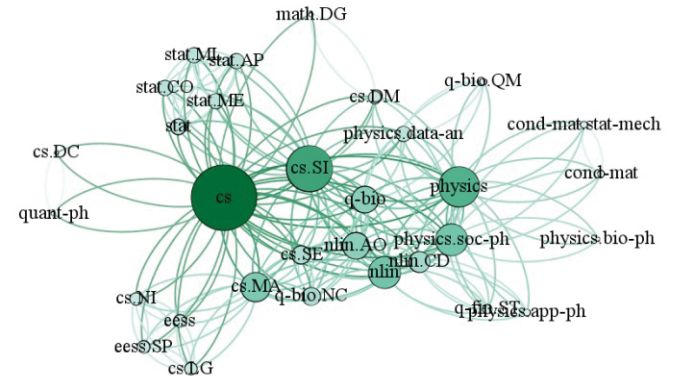 math.DG
stat.ML
stat.AP
stat.CO
stat.ME
stat
q-bio.QM
cs.DM
physics.data-an
cond-mat.stat-mech
cs.DC
cs.SI
cond-mat
physics
cs
q-bio
quant-ph
nlin.AO
physics.soc-ph
physics.bio-ph
cs.SE
nlin.CD
nlin
cs.MA
q-bio.NC
cs.NI
q-fin.ST
physics.app-ph
eess
eess.SP
cs.LG